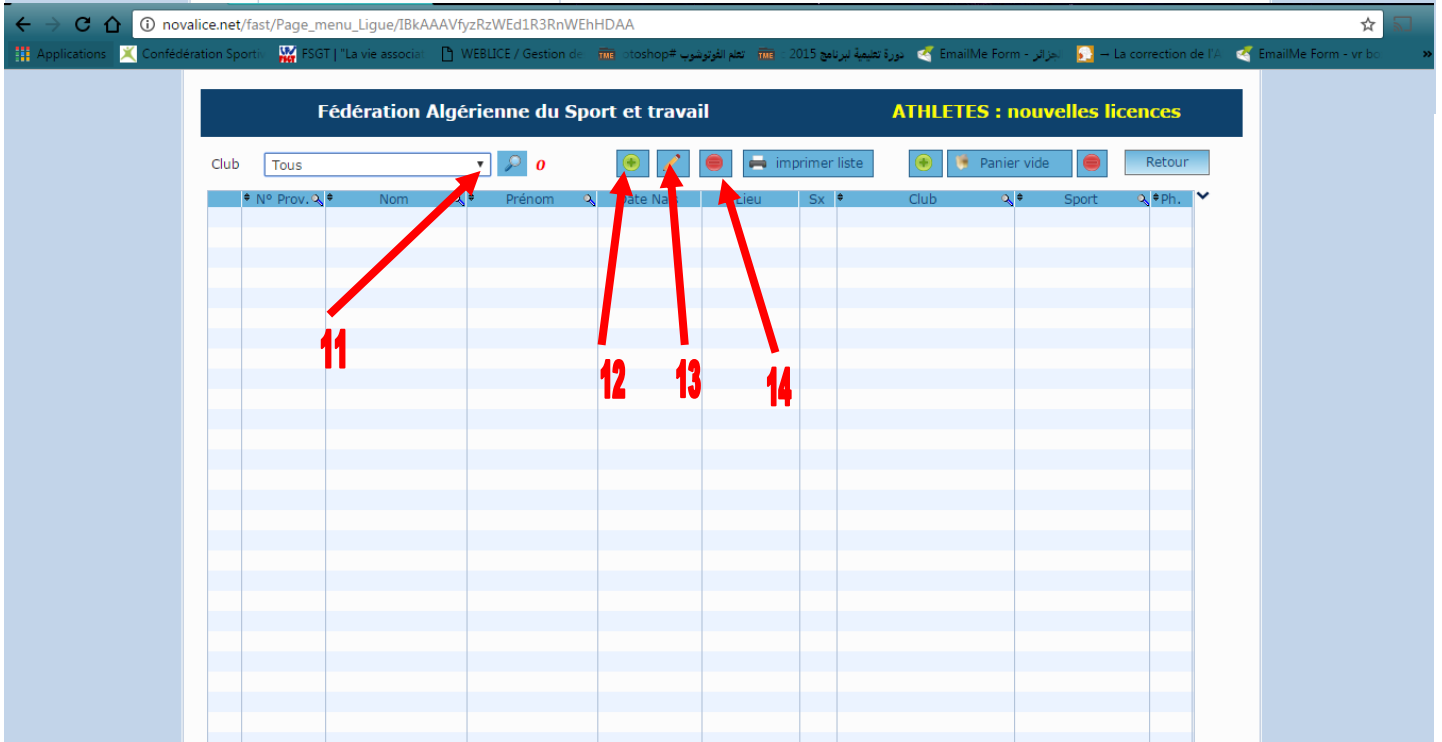 novalice.net/fast/Page_menu_Ligue/IBkAAAVfyzRzWEd1R3RnWEhHDAA
Applications Confédération Sporti FSGT | "La vie associat WEBLICE / Gestion de otoshop# تعلم الفوتوشوب دورة تعليمية لبرنامج 2015 EmailMe Form - الجزائر — La correction de l'A EmailMe Form - vr bo »
Fédération Algérienne du Sport et travail ATHLETES : nouvelles licences
Club Tous 0 imprimer liste Panier vide Retour
Nº Prov. Nom Prénom Date Nais Lieu Sx Club Sport Ph.
11
12 13 14